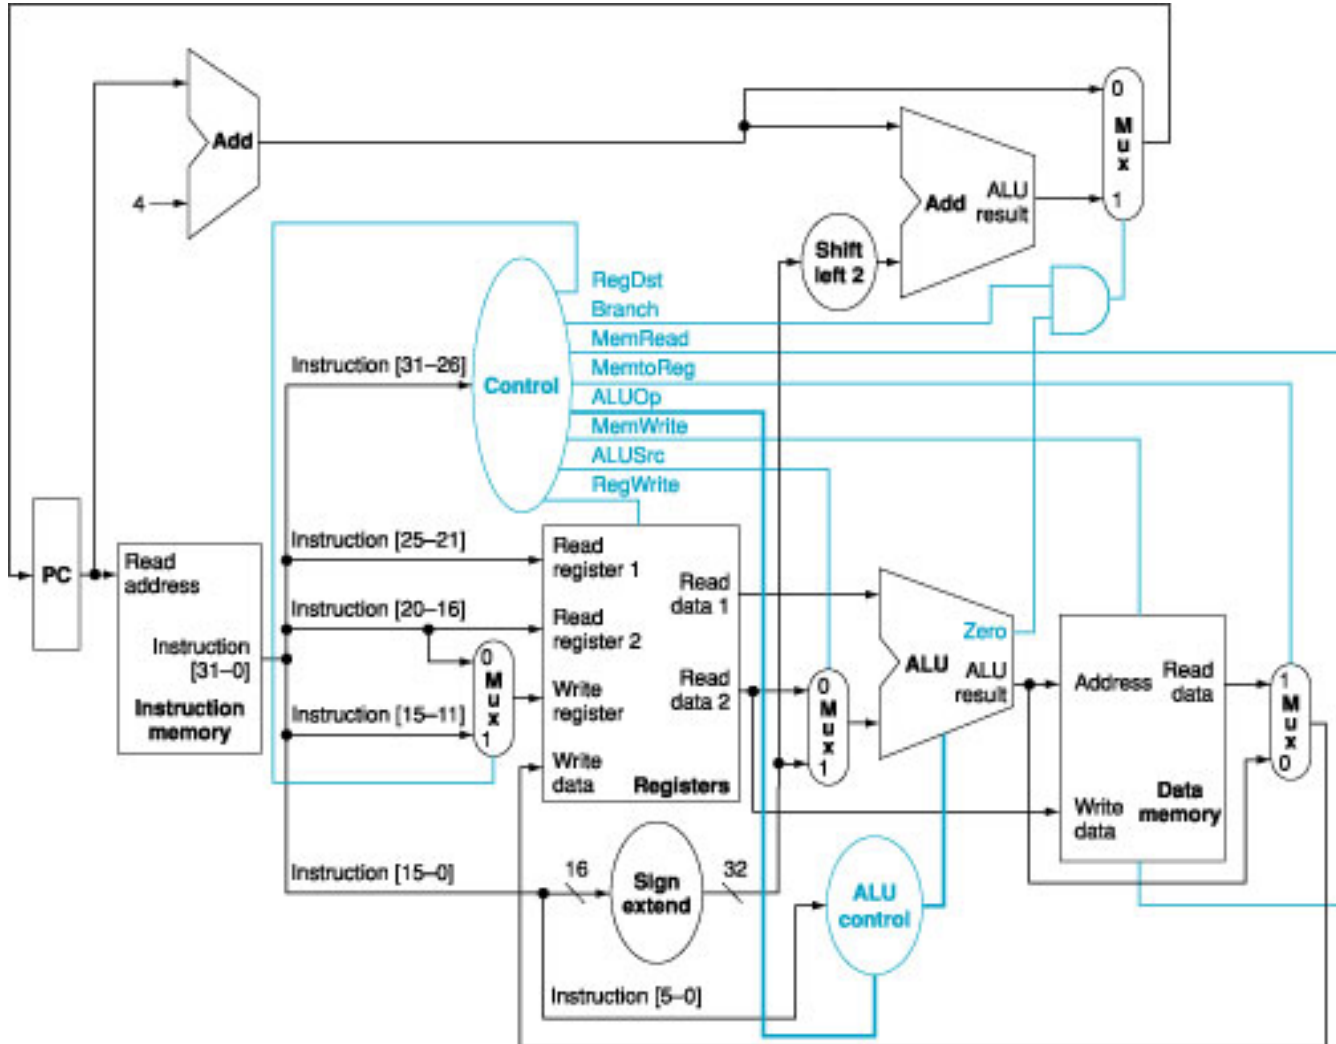 0
M
u
x
1
Add
4
Add
ALU
result
Shift
left 2
RegDst
Branch
MemRead
MemtoReg
ALUOp
MemWrite
ALUSrc
RegWrite
Control
Instruction [31–26]
Instruction [25–21]
Instruction [20–16]
Instruction [15–11]
PC
Read
address
Instruction
[31–0]
Instruction
memory
0
M
u
x
1
Read
register 1
Read
register 2
Write
register
Write
data
Read
data 1
Read
data 2
Registers
0
M
u
x
1
Zero
ALU
ALU
result
Address
Read
data
Write
data
Data
memory
1
M
u
x
0
Instruction [15–0]
16
Sign
extend
32
ALU
control
Instruction [5–0]